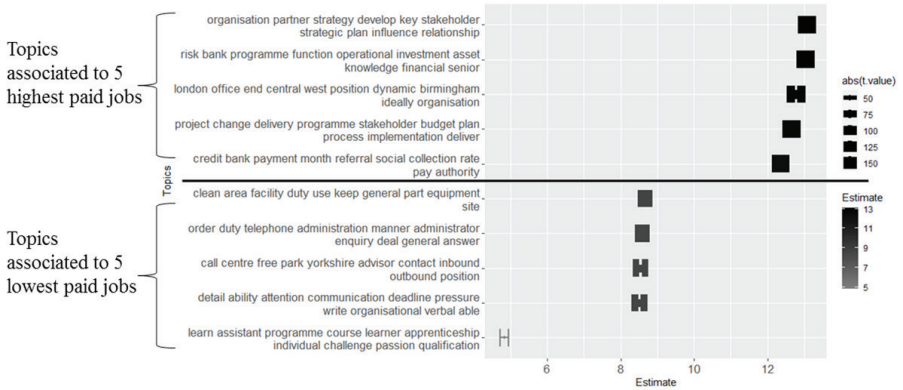 organisation partner strategy develop key stakeholder
strategic plan influence relationship
risk bank programme function operational investment asset
knowledge financial senior
london office end central west position dynamic birmingham
ideally organisation
project change delivery programme stakeholder budget plan
process implementation deliver
credit bank payment month referral social collection rate
pay authority
clean area facility duty use keep general part equipment
site
order duty telephone administration manner administrator
enquiry deal general answer
call centre free park yorkshire advisor contact inbound
outbound position
detail ability attention communication deadline pressure
write organisational verbal able
learn assistant programme course learner apprenticeship
individual challenge passion qualification
Topics
associated to 5
highest paid jobs
Topics
Topics
associated to 5
lowest paid jobs
6 8 10 12
Estimate
abs(t.value)
50
75
100
125
150
Estimate
13
11
9
7
5